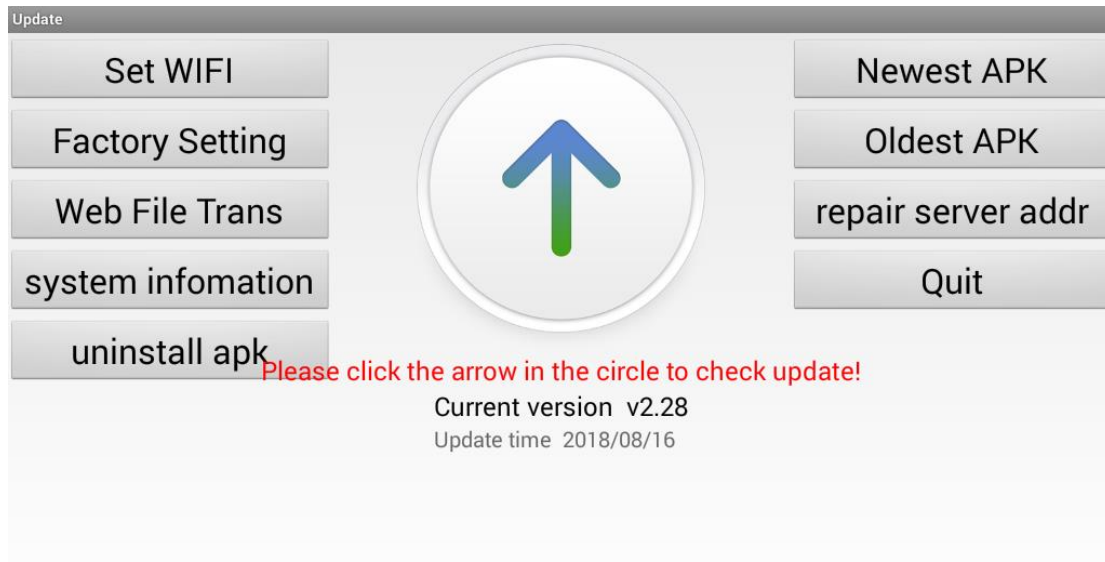 Update
Set WIFI
Factory Setting
Web File Trans
system infomation
uninstall apk
Newest APK
Oldest APK
repair server addr
Quit
Please click the arrow in the circle to check update!
Current version v2.28
Update time 2018/08/16